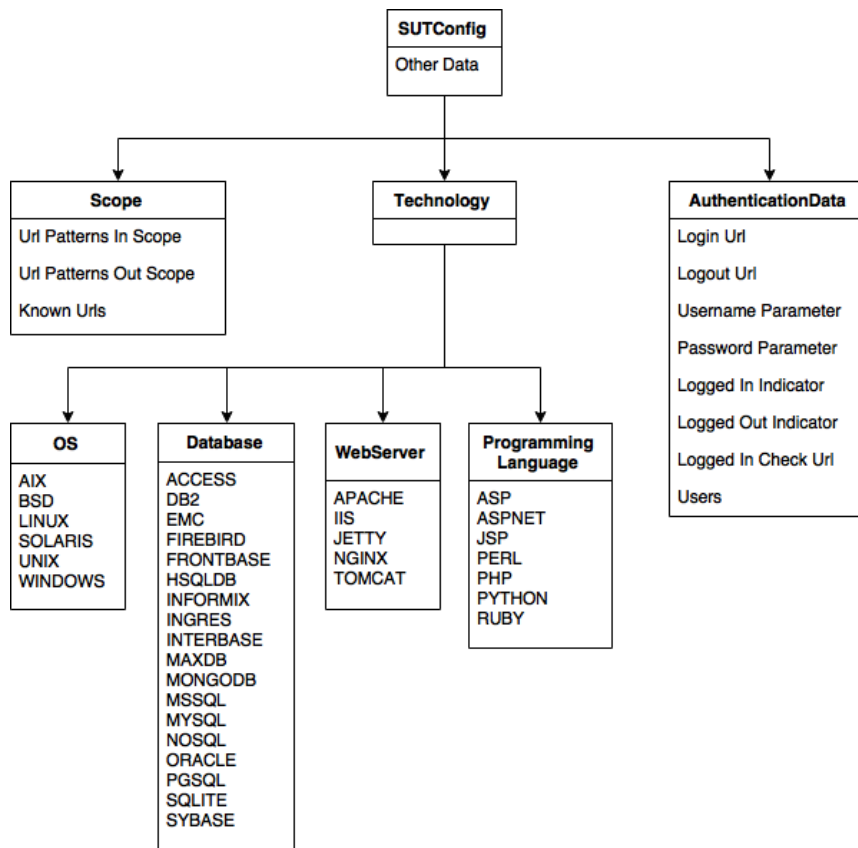 SUTConfig
Other Data
Scope
Url Patterns In Scope
Url Patterns Out Scope
Known Urls
Technology
AuthenticationData
Login Url
Logout Url
Username Parameter
Password Parameter
Logged In Indicator
Logged Out Indicator
Logged In Check Url
Users
OS
AIX
BSD
LINUX
SOLARIS
UNIX
WINDOWS
Database
ACCESS
DB2
EMC
FIREBIRD
FRONTBASE
HSQLDB
INFORMIX
INGRES
INTERBASE
MAXDB
MONGODB
MSSQL
MYSQL
NOSQL
ORACLE
PGSQL
SQLITE
SYBASE
WebServer
APACHE
IIS
JETTY
NGINX
TOMCAT
Programming
Language
ASP
ASPNET
JSP
PERL
PHP
PYTHON
RUBY